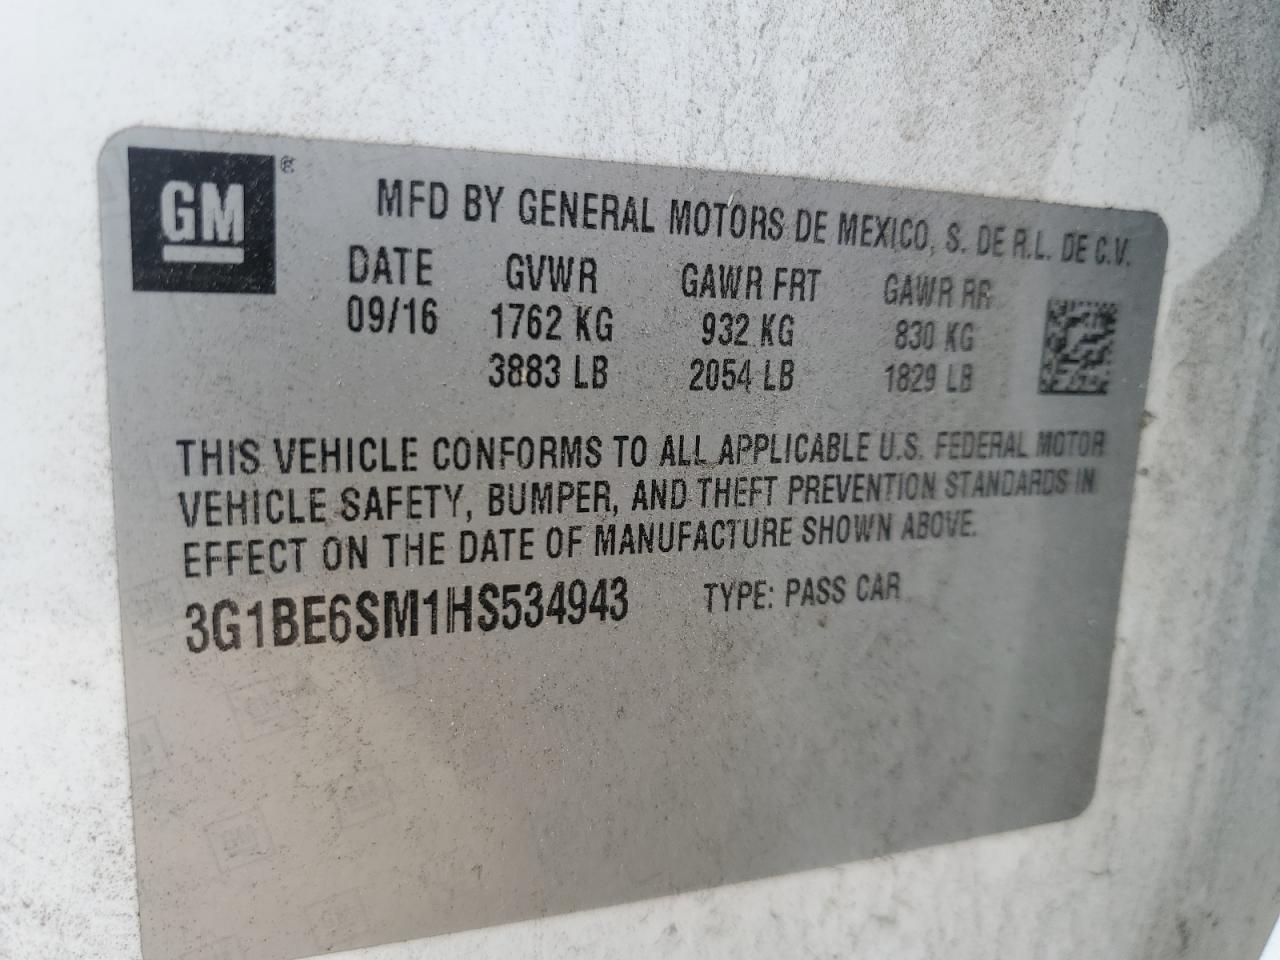 GM ®
MFD BY GENERAL MOTORS DE MEXICO, S. DE R.L. DE C.V.
DATE GVWR GAWR FRT GAWR RR
09/16 1762 KG 932 KG 830 KG
3883 LB 2054 LB 1829 LB
THIS VEHICLE CONFORMS TO ALL APPLICABLE U.S. FEDERAL MOTOR
VEHICLE SAFETY, BUMPER, AND THEFT PREVENTION STANDARDS IN
EFFECT ON THE DATE OF MANUFACTURE SHOWN ABOVE.
3G1BE6SM1HS534943 TYPE: PASS CAR